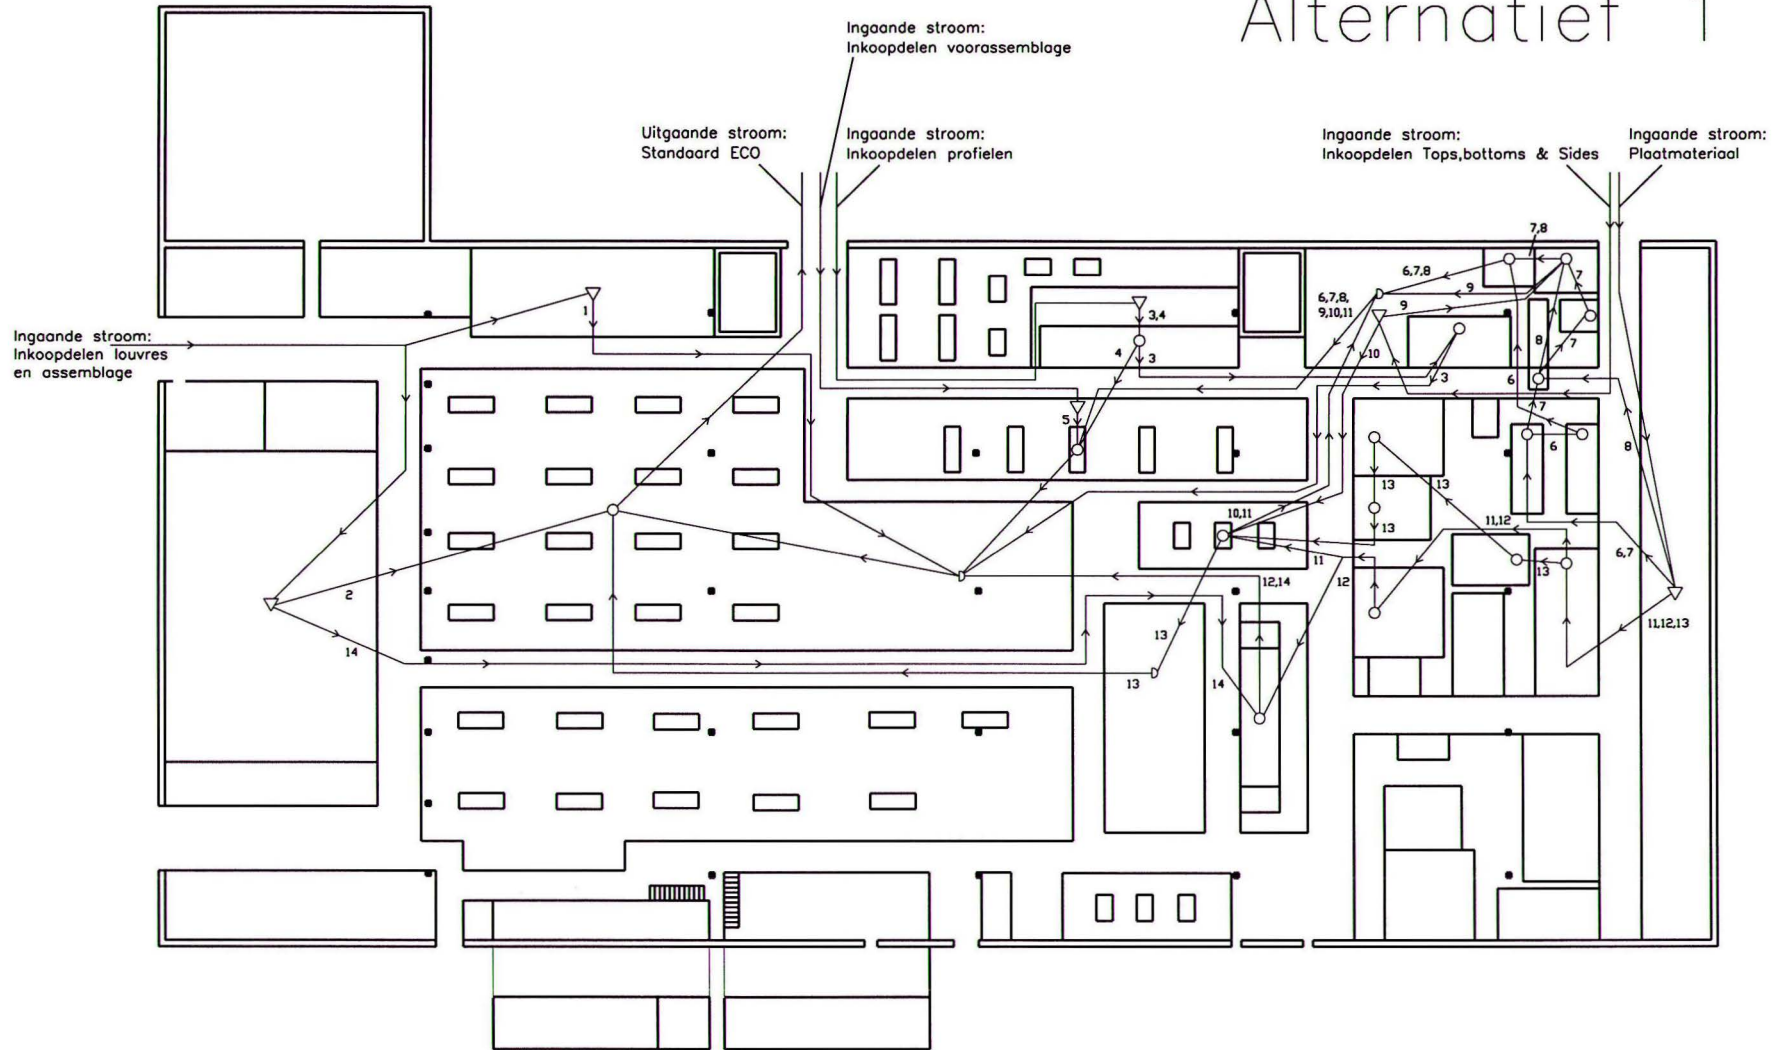 Alternatief 1
Ingaande stroom:
Inkoopdelen voorassemblage
Uitgaande stroom:
Standaard ECO
Ingaande stroom:
Inkoopdelen profielen
Ingaande stroom:
Inkoopdelen Tops,bottoms & Sides
Ingaande stroom:
Plaatmateriaal
Ingaande stroom:
Inkoopdelen louvres
en assemblage
7,8
6,7,8
7
9
6,7,8,
9,10,11
9
1
3,4
7
8
4
3
10
3
6
7
5
6
8
13
13
10,11
11,12
13
6,7
11
13
12,14
12
2
11,12,13
13
14
13
14